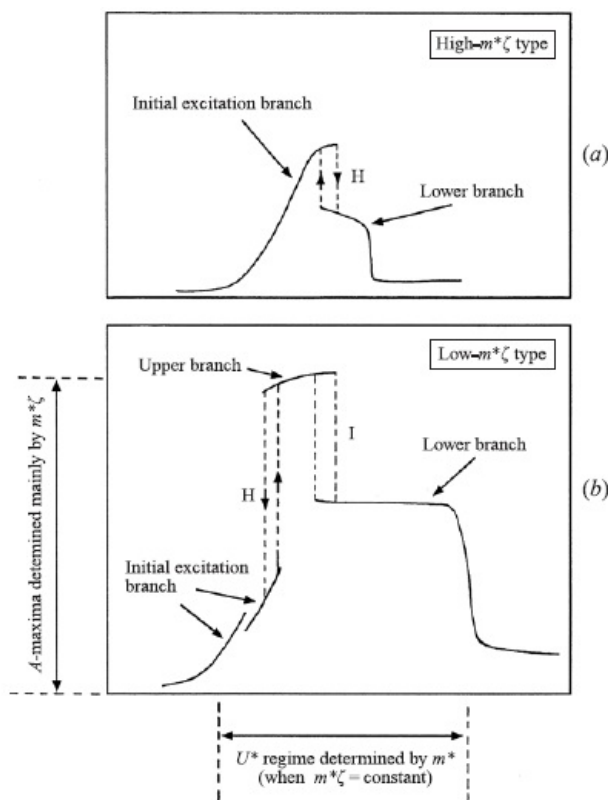 High–m*ζ type
Initial excitation branch
(a)
H
Lower branch
Low–m*ζ type
Upper branch
I
Lower branch
(b)
H
Initial excitation
branch
A-maxima detemined mainly by m*ζ
U* regime determined by m*
(when m*ζ = constant)